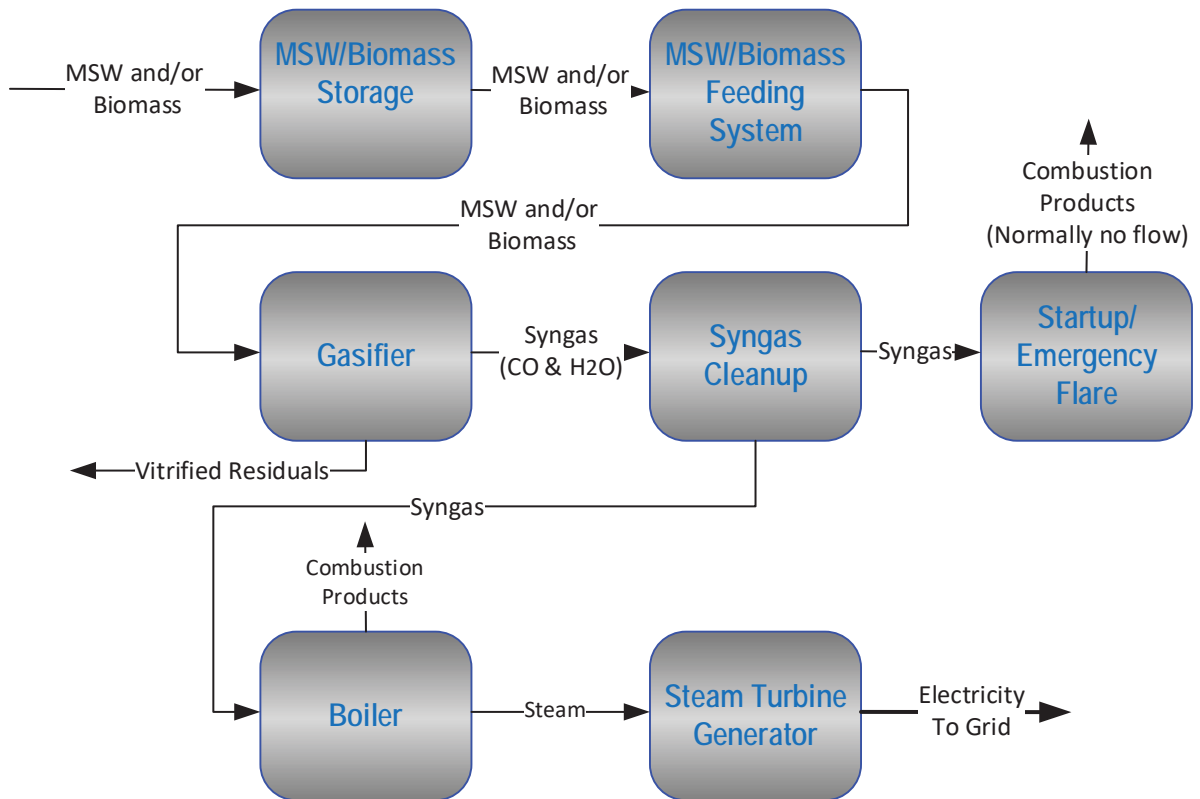 MSW and/or
Biomass
MSW/Biomass
Storage
MSW and/or
Biomass
MSW/Biomass
Feeding
System
MSW and/or
Biomass
Combustion
Products
(Normally no flow)
Gasifier
Syngas
(CO & H2O)
Syngas
Cleanup
Syngas
Startup/
Emergency
Flare
Vitrified Residuals
Syngas
Combustion
Products
Boiler
Steam
Steam Turbine
Generator
Electricity
To Grid